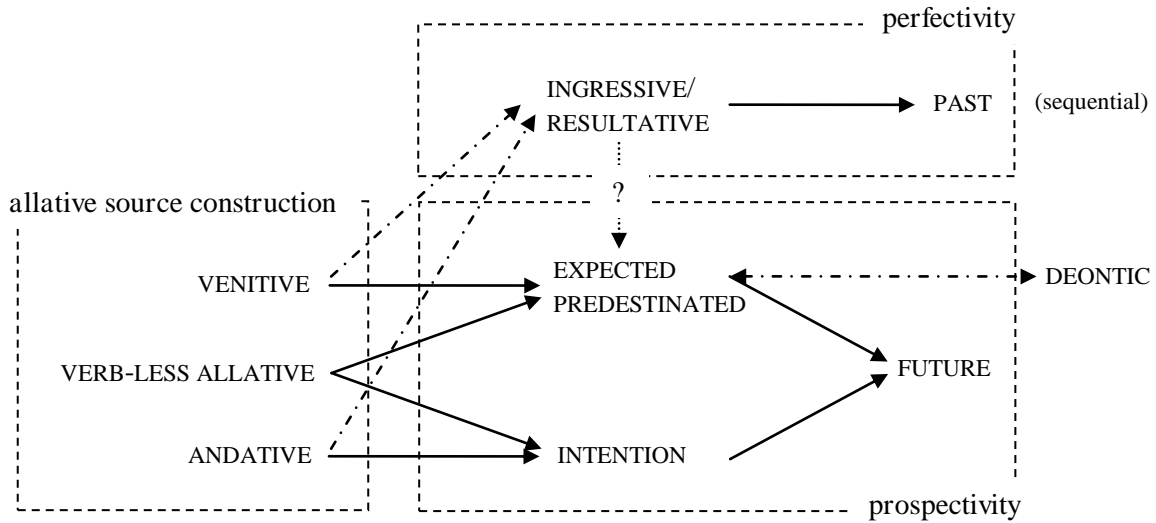 perfectivity
INGRESSIVE/
RESULTATIVE
PAST
(sequential)
?
allative source construction
VENITIVE
EXPECTED
PREDESTINATED
DEONTIC
VERB-LESS ALLATIVE
FUTURE
ANDATIVE
INTENTION
prospectivity